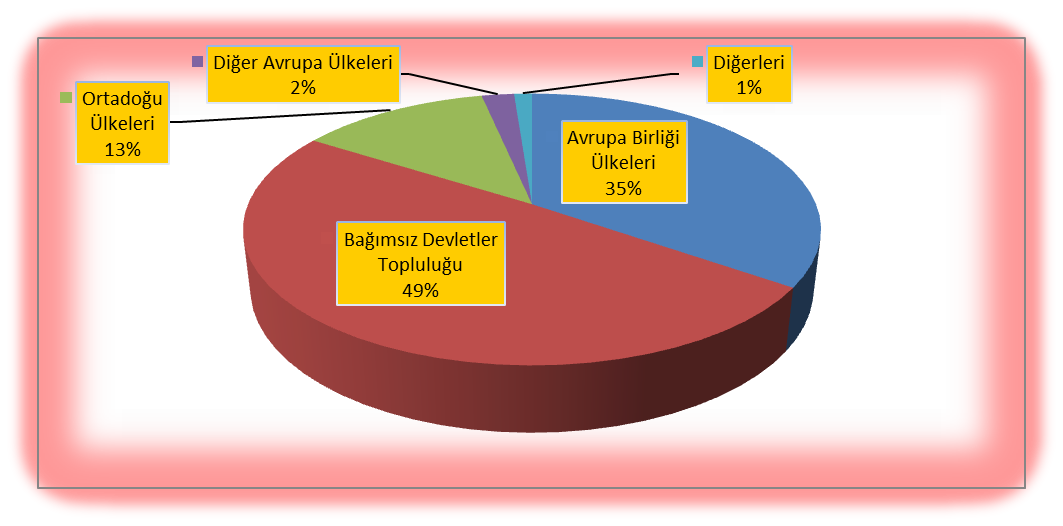 Diğer Avrupa Ülkeleri
2%
Diğerleri
1%
Ortadoğu
Ülkeleri
13%
Avrupa Birliği
Ülkeleri
35%
Bağımsız Devletler
Topluluğu
49%